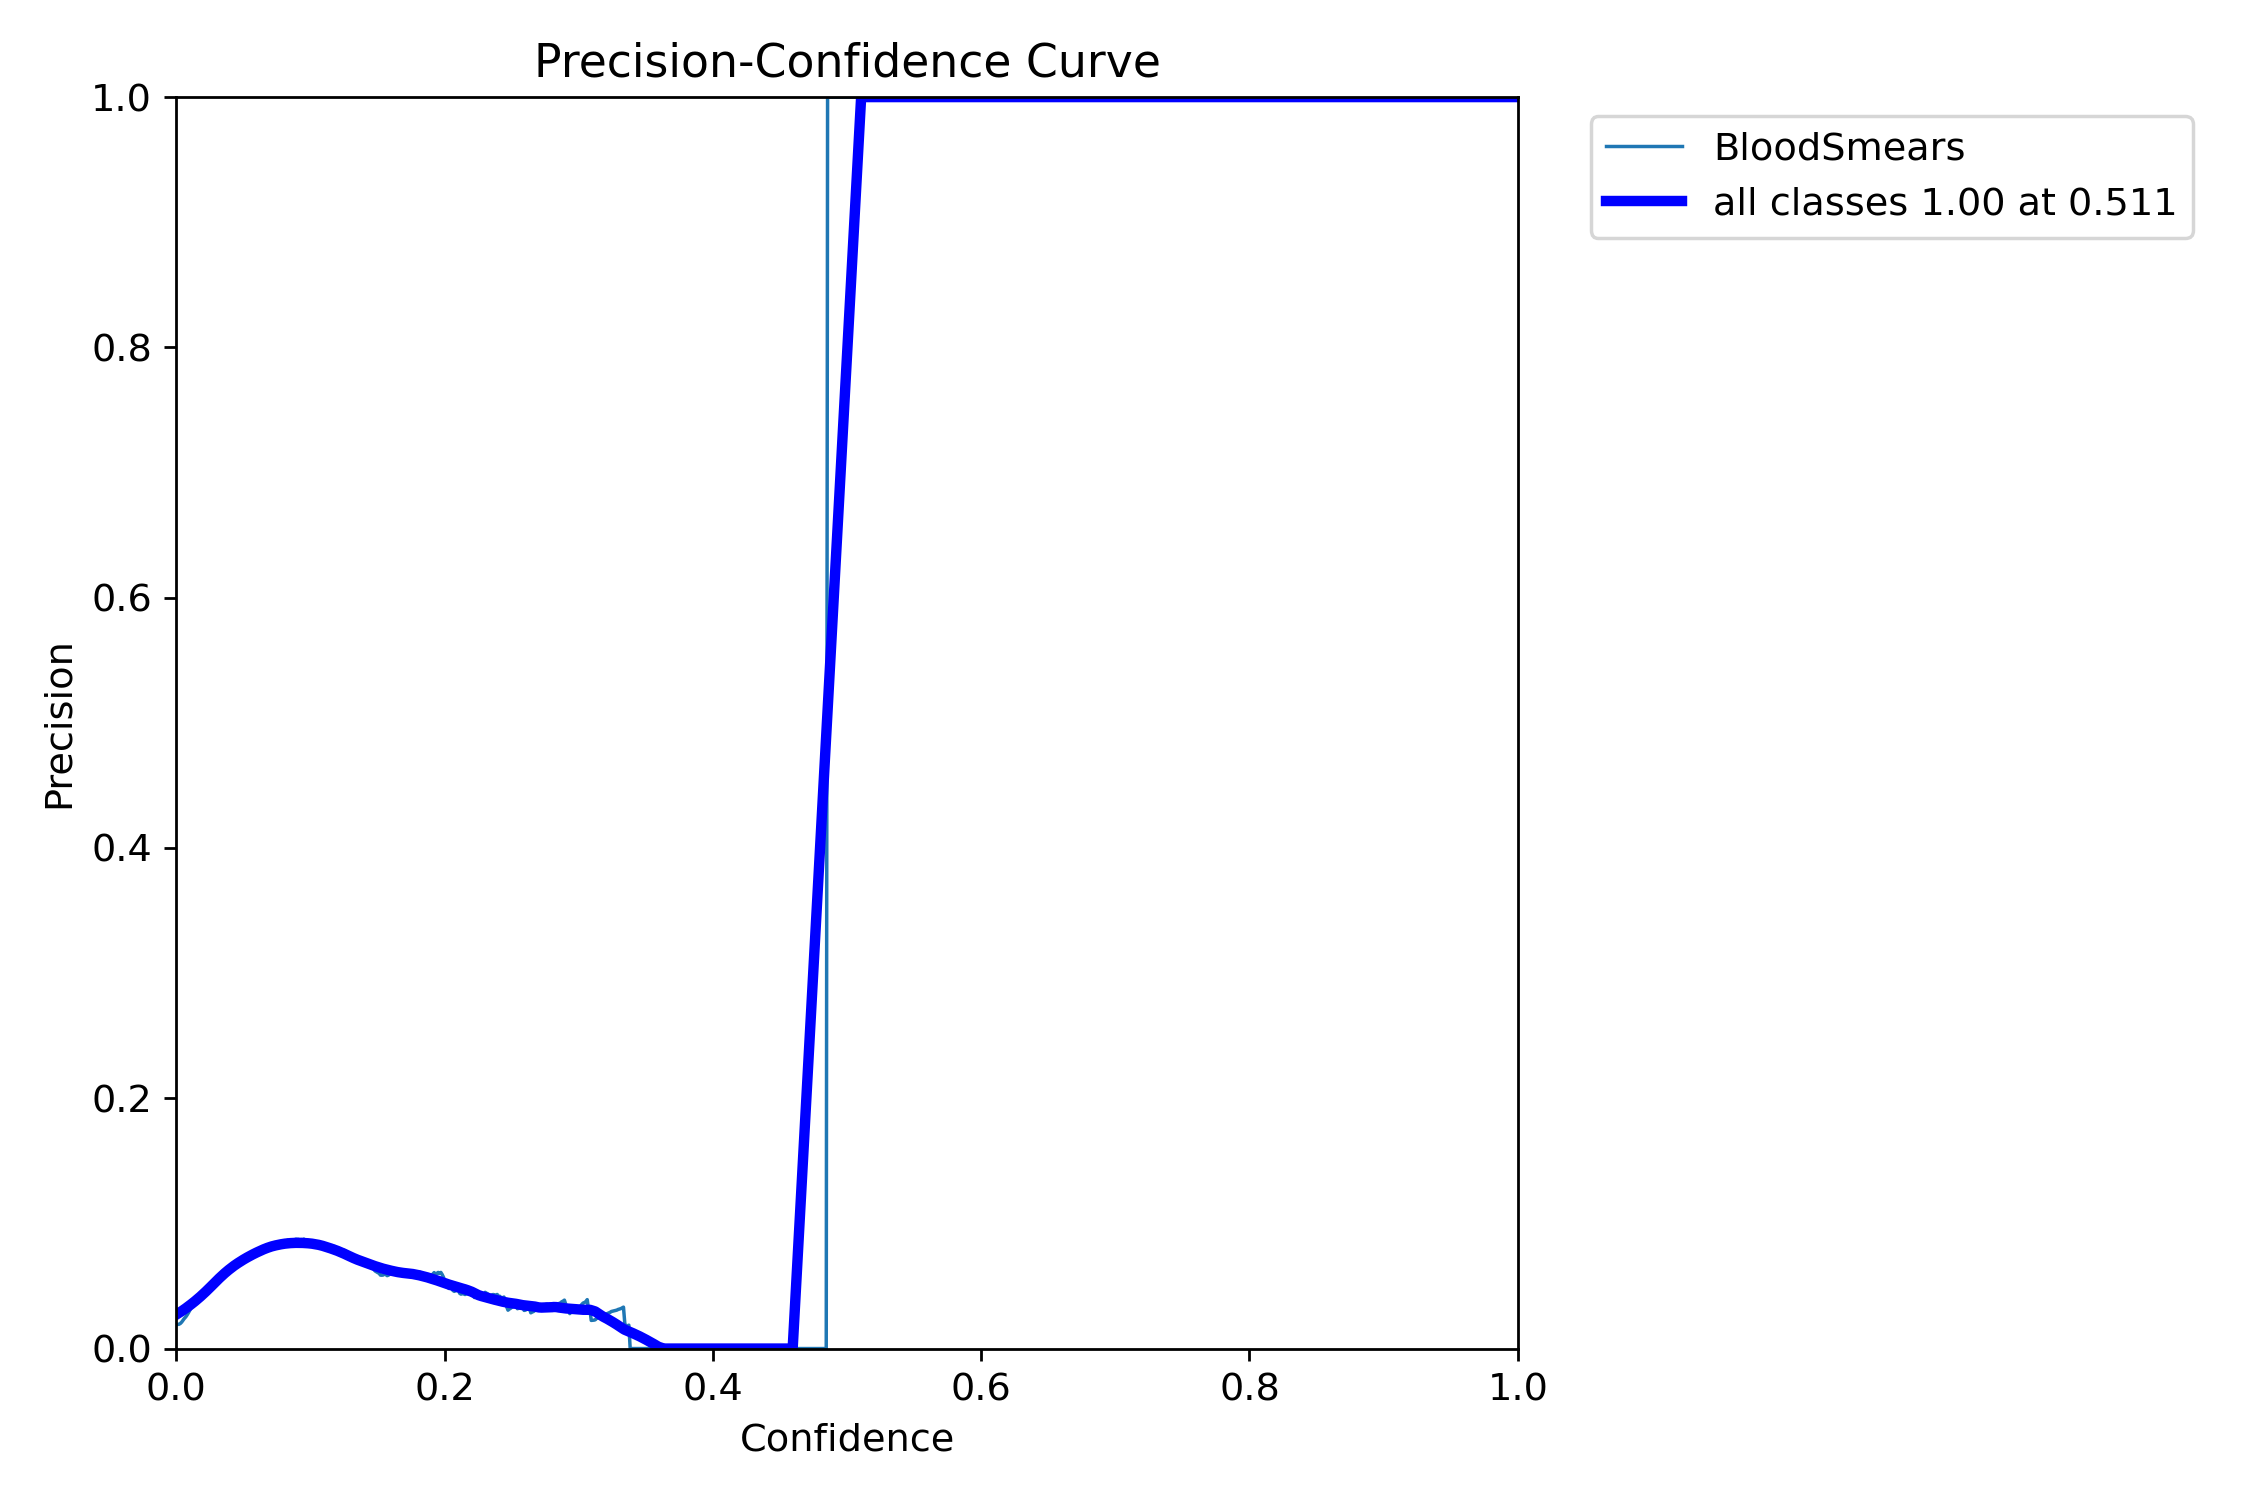 Precision-Confidence Curve
1.0
0.8
0.6
0.4
0.2
0.0
Precision
0.0 0.2 0.4 0.6 0.8 1.0
Confidence
BloodSmears
all classes 1.00 at 0.511